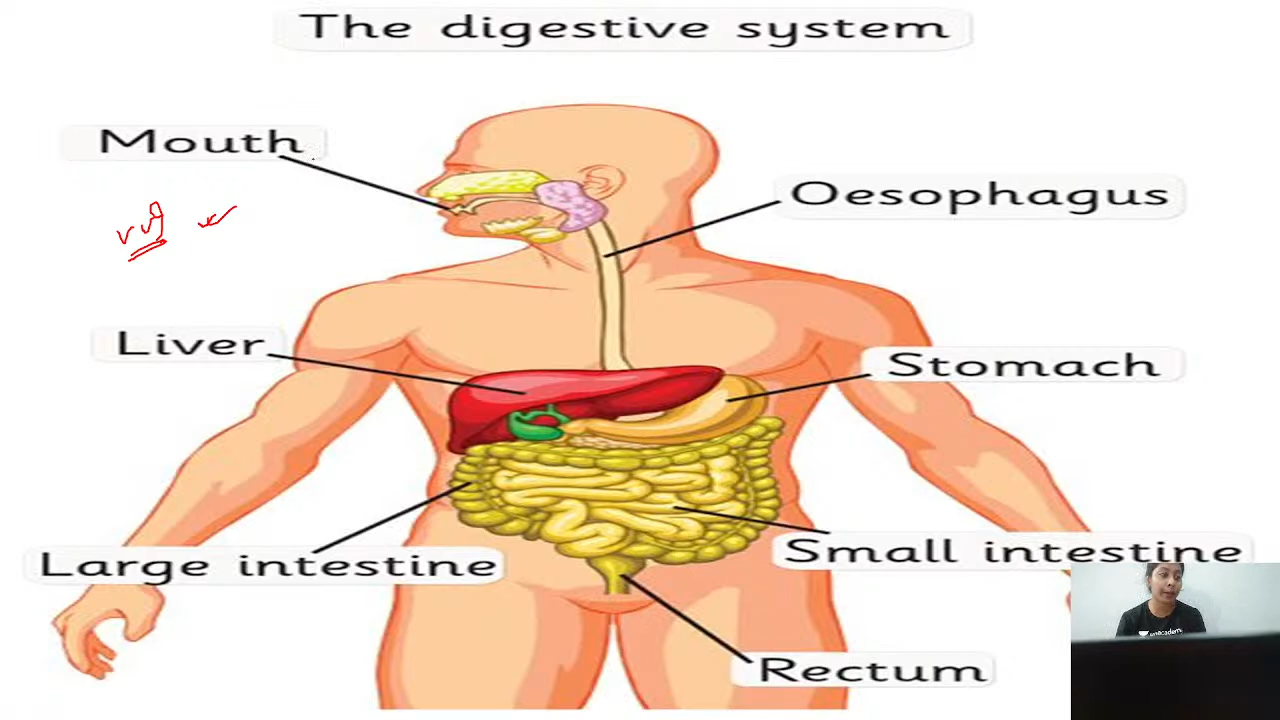 The digestive system
Mouth
Oesophagus
Liver
Stomach
Large intestine
Small intestine
Rectum